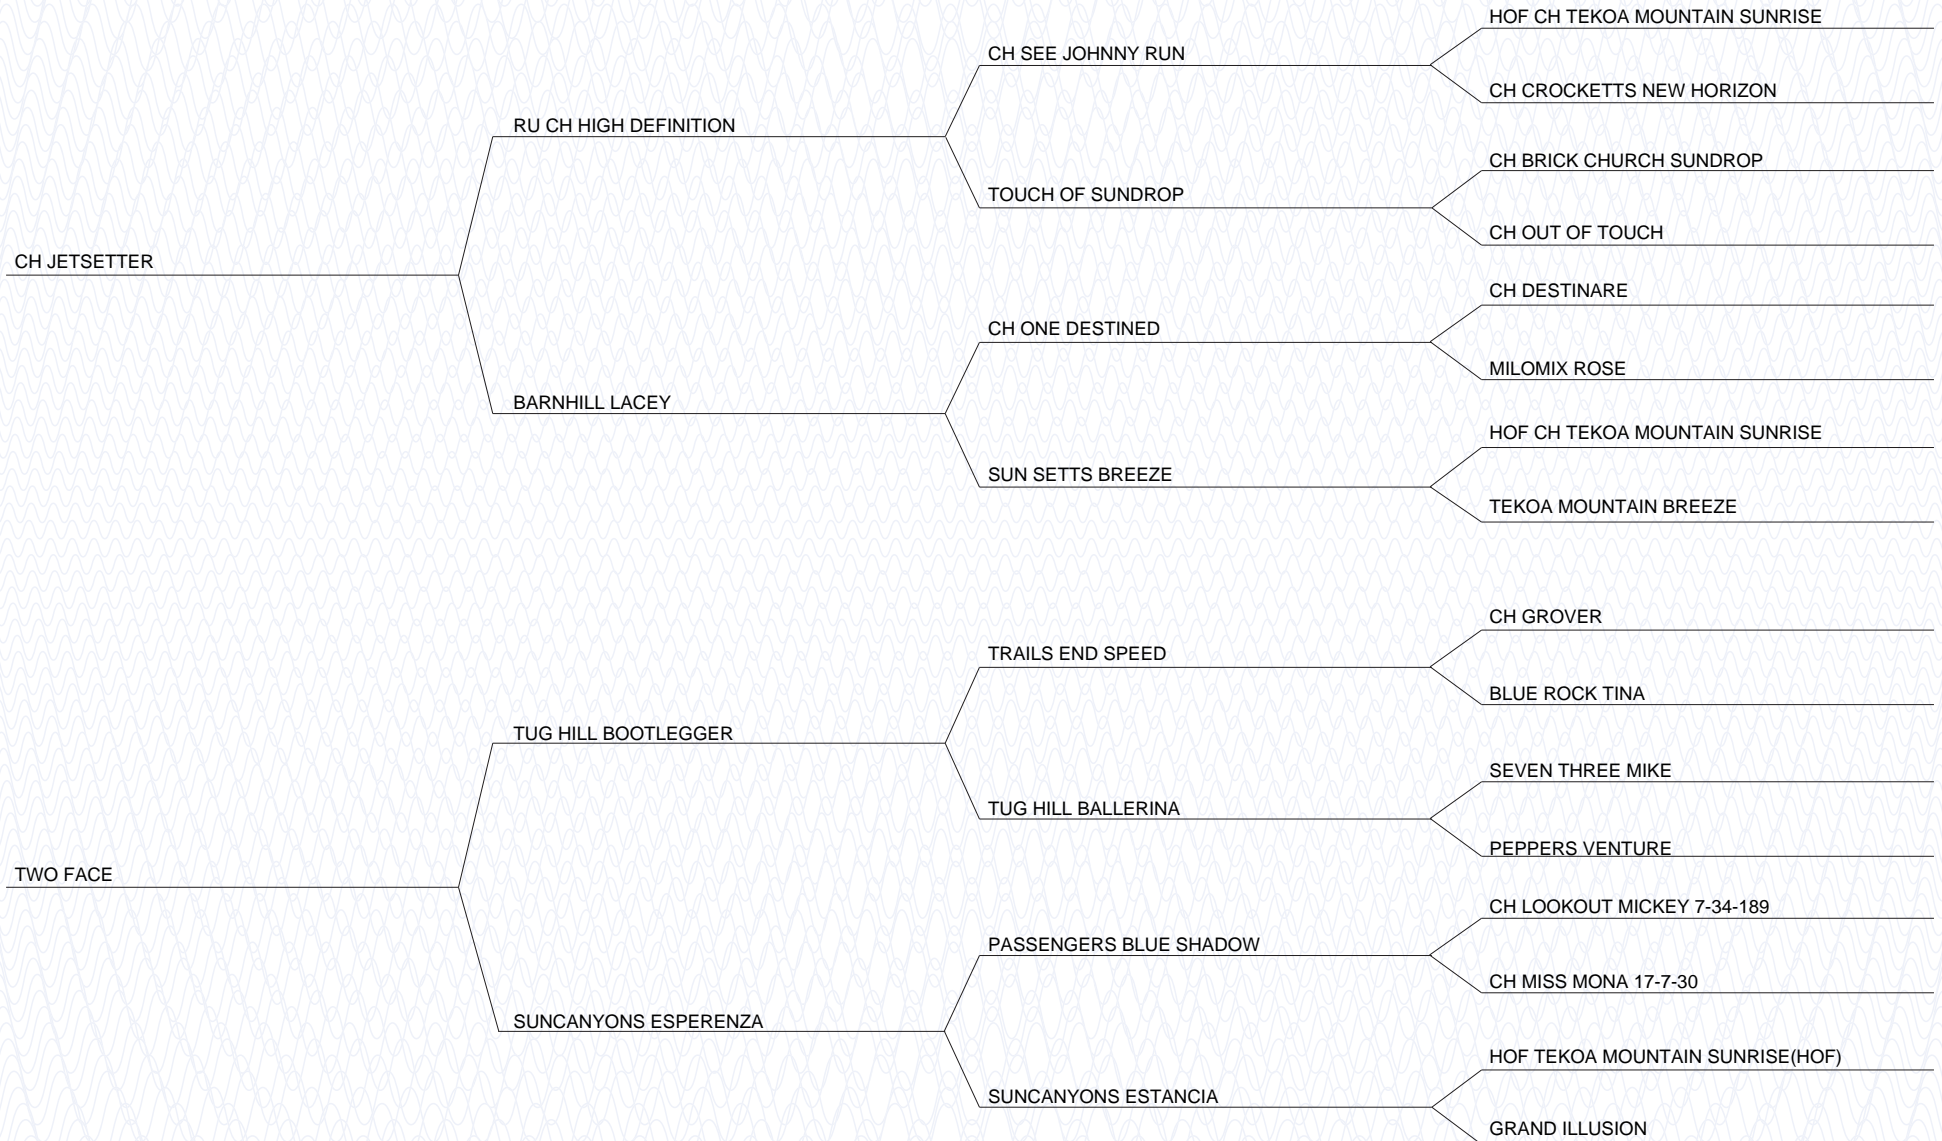 HOF CH TEKOA MOUNTAIN SUNRISE
CH SEE JOHNNY RUN
CH CROCKETTS NEW HORIZON
RU CH HIGH DEFINITION
CH BRICK CHURCH SUNDROP
TOUCH OF SUNDROP
CH OUT OF TOUCH
CH JETSETTER
CH DESTINARE
CH ONE DESTINED
MILOMIX ROSE
BARNHILL LACEY
HOF CH TEKOA MOUNTAIN SUNRISE
SUN SETTS BREEZE
TEKOA MOUNTAIN BREEZE
CH GROVER
TRAILS END SPEED
BLUE ROCK TINA
TUG HILL BOOTLEGGER
SEVEN THREE MIKE
TUG HILL BALLERINA
PEPPERS VENTURE
TWO FACE
CH LOOKOUT MICKEY 7-34-189
PASSENGERS BLUE SHADOW
CH MISS MONA 17-7-30
SUNCANYONS ESPERENZA
HOF TEKOA MOUNTAIN SUNRISE(HOF)
SUNCANYONS ESTANCIA
GRAND ILLUSION